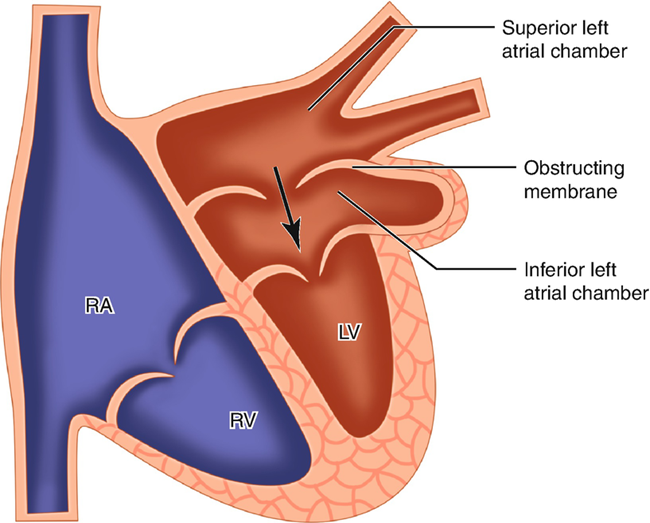 Superior left
atrial chamber
Obstructing
membrane
Inferior left
atrial chamber
RA
LV
RV